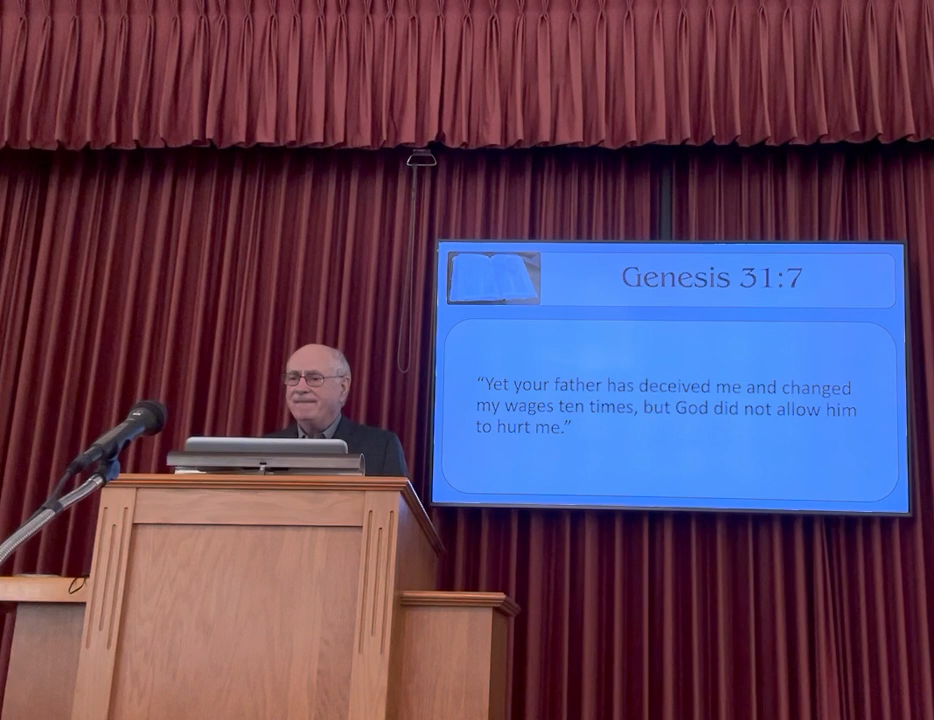 Genesis 31:7
“Yet your father has deceived me and changed
my wages ten times, but God did not allow him
to hurt me.”